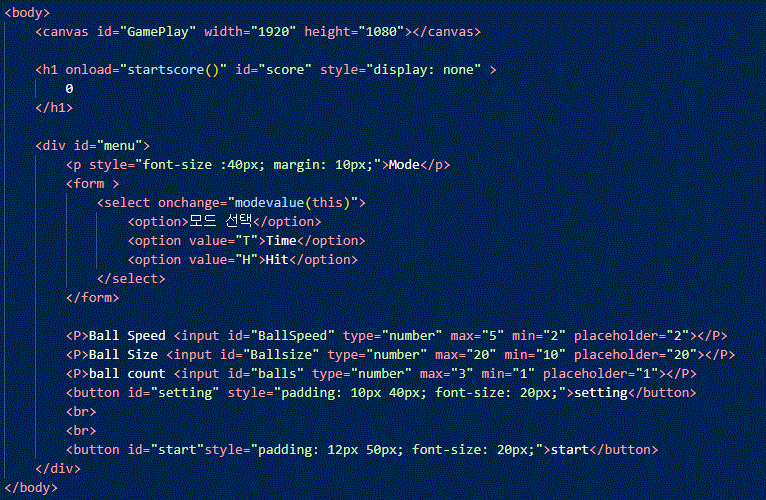 <body>
<canvas id="GamePlay" width="1920" height="1080"></canvas>
<h1 onload="startscore()" id="score" style="display: none" >
0
</h1>
<div id="menu">
<p style="font-size :40px; margin: 10px;">Mode</p>
<form >
<select onchange="modevalue(this)">
<option>모드 선택</option>
<option value="T">Time</option>
<option value="H">Hit</option>
</select>
</form>
<P>Ball Speed <input id="BallSpeed" type="number" max="5" min="2" placeholder="2"></P>
<P>Ball Size <input id="Ballsize" type="number" max="20" min="10" placeholder="20"></P>
<P>ball count <input id="balls" type="number" max="3" min="1" placeholder="1"></P>
<button id="setting" style="padding: 10px 40px; font-size: 20px;">setting</button>
<br>
<br>
<button id="start"style="padding: 12px 50px; font-size: 20px;">start</button>
</div>
</body>